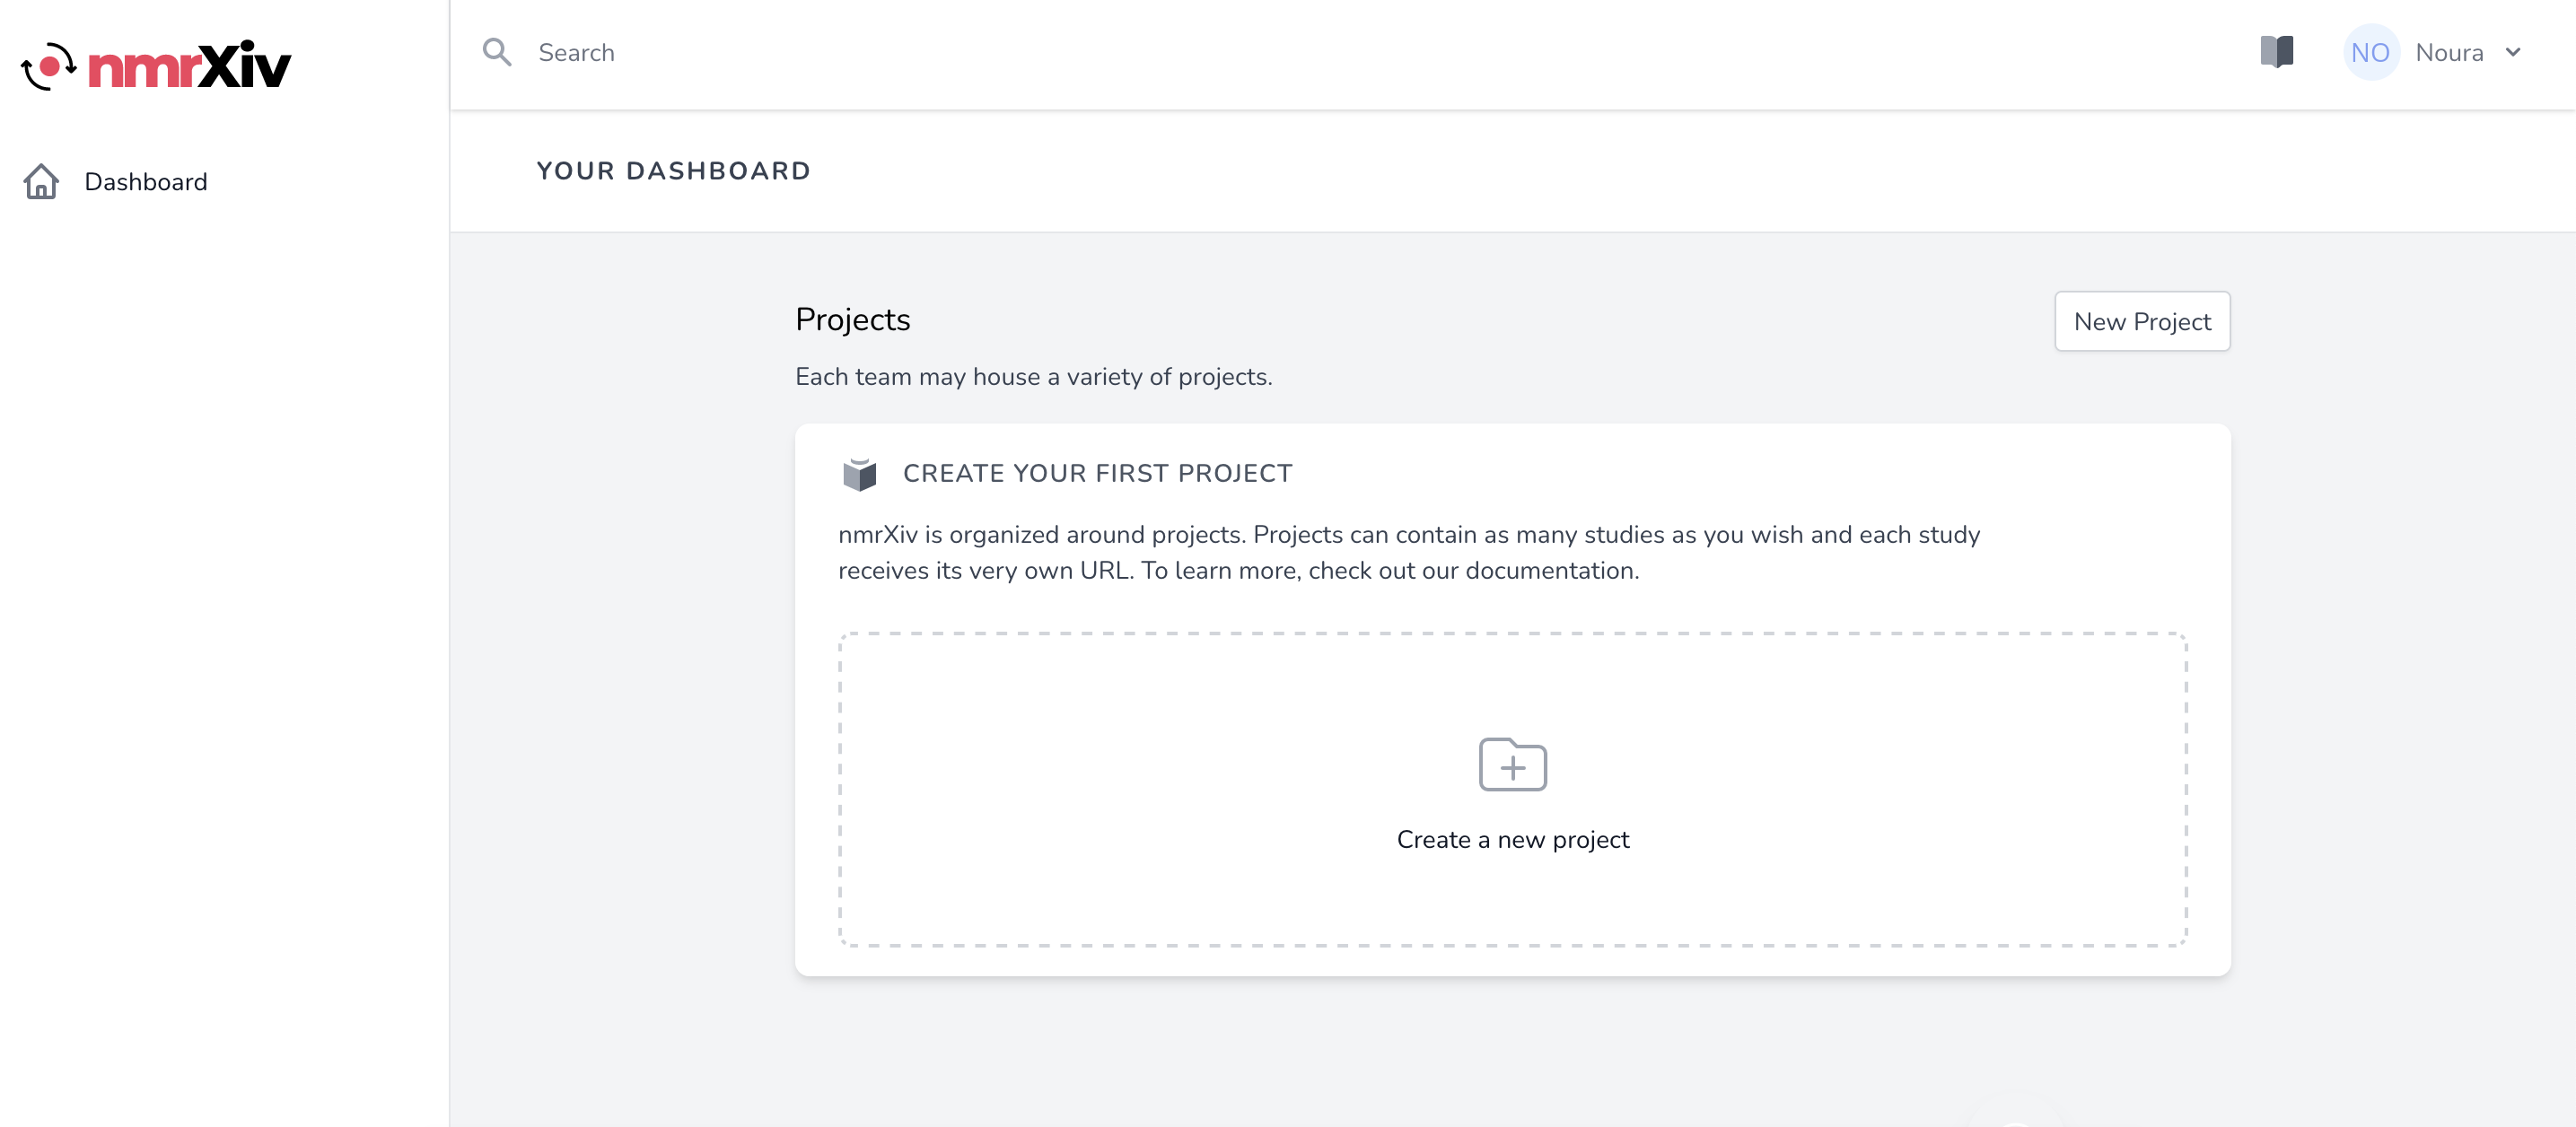 nmrXiv
Search
NO Noura
Dashboard
YOUR DASHBOARD
Projects
New Project
Each team may house a variety of projects.
CREATE YOUR FIRST PROJECT
nmrXiv is organized around projects. Projects can contain as many studies as you wish and each study
receives its very own URL. To learn more, check out our documentation.
Create a new project